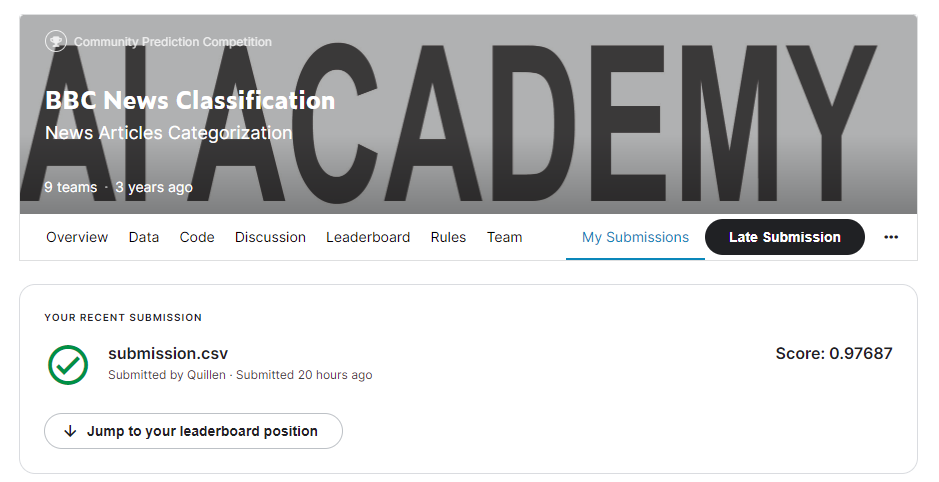 AI ACADEMY
Community Prediction Competition
BBC News Classification
News Articles Categorization
9 teams · 3 years ago
Overview Data Code Discussion Leaderboard Rules Team My Submissions Late Submission
YOUR RECENT SUBMISSION
submission.csv Score: 0.97687
Submitted by Quillen · Submitted 20 hours ago
Jump to your leaderboard position